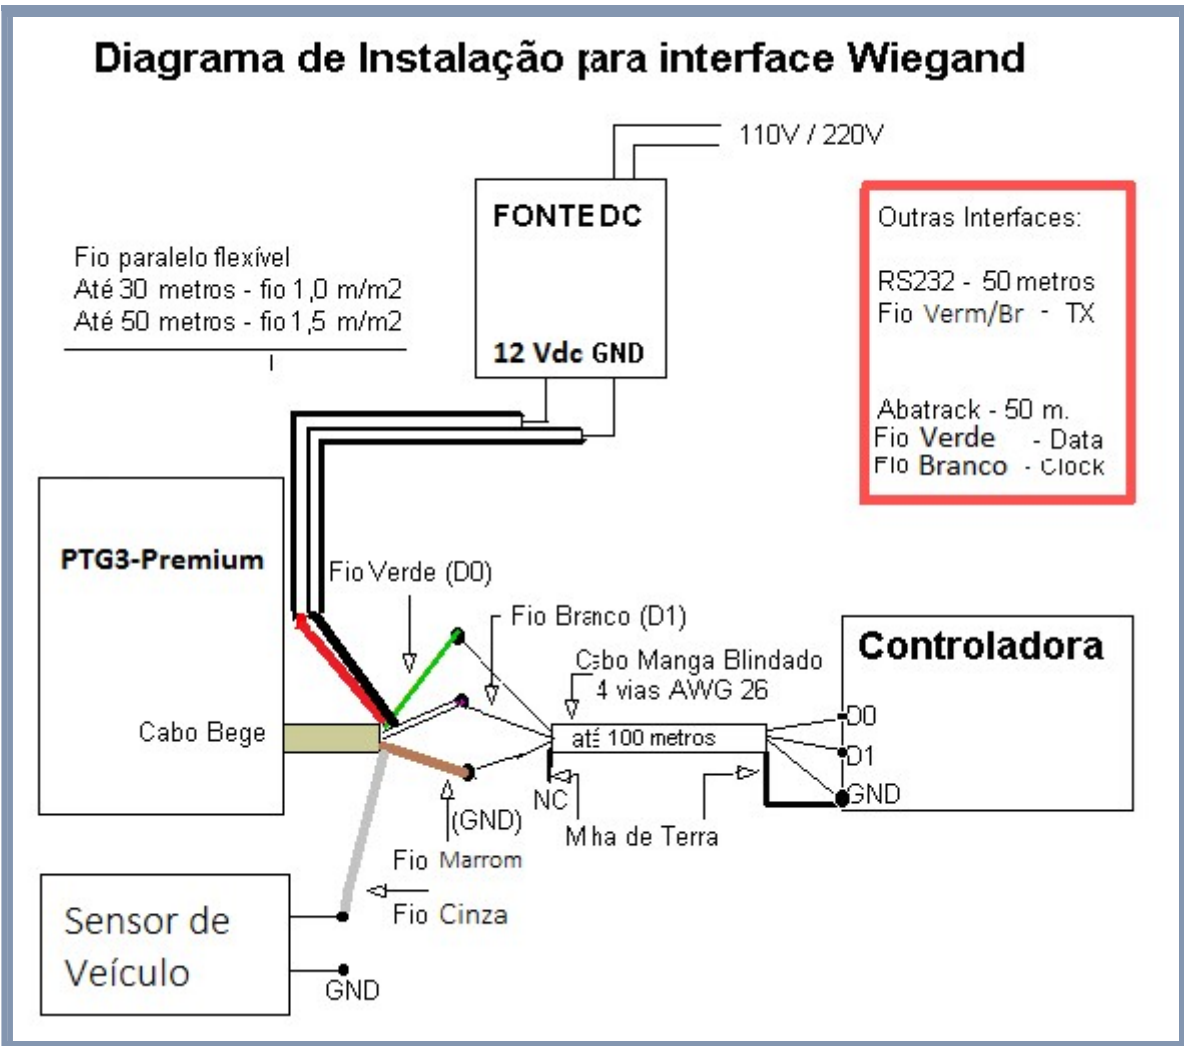 Diagrama de Instalação para interface Wiegand
110V / 220V
FONTE DC
12 Vdc GND
Fio paralelo flexível
Até 30 metros - fio 1,0 m/m2
Até 50 metros - fio 1,5 m/m2
Outras Interfaces:
RS232 - 50 metros
Fio Verm/Br - TX
Abatrack - 50 m.
Fio Verde - Data
Fio Branco - Clock
PTG3-Premium
Cabo Bege
Fio Verde (D0)
Fio Branco (D1)
Cabo Manga Blindado
4 vias AWG 26
até 100 metros
Controladora
D0
D1
GND
NC
(GND)
Fio Marrom
Mlha de Terra
Fio Cinza
Sensor de
Veículo
GND